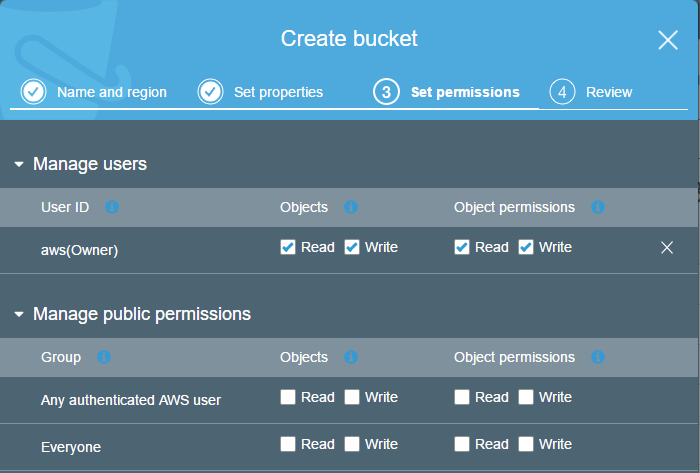 Create bucket
Name and region Set properties 3 Set permissions 4 Review
Manage users
User ID Objects Object permissions
aws(Owner) Read Write Read Write
Manage public permissions
Group Objects Object permissions
Any authenticated AWS user Read Write Read Write
Everyone Read Write Read Write